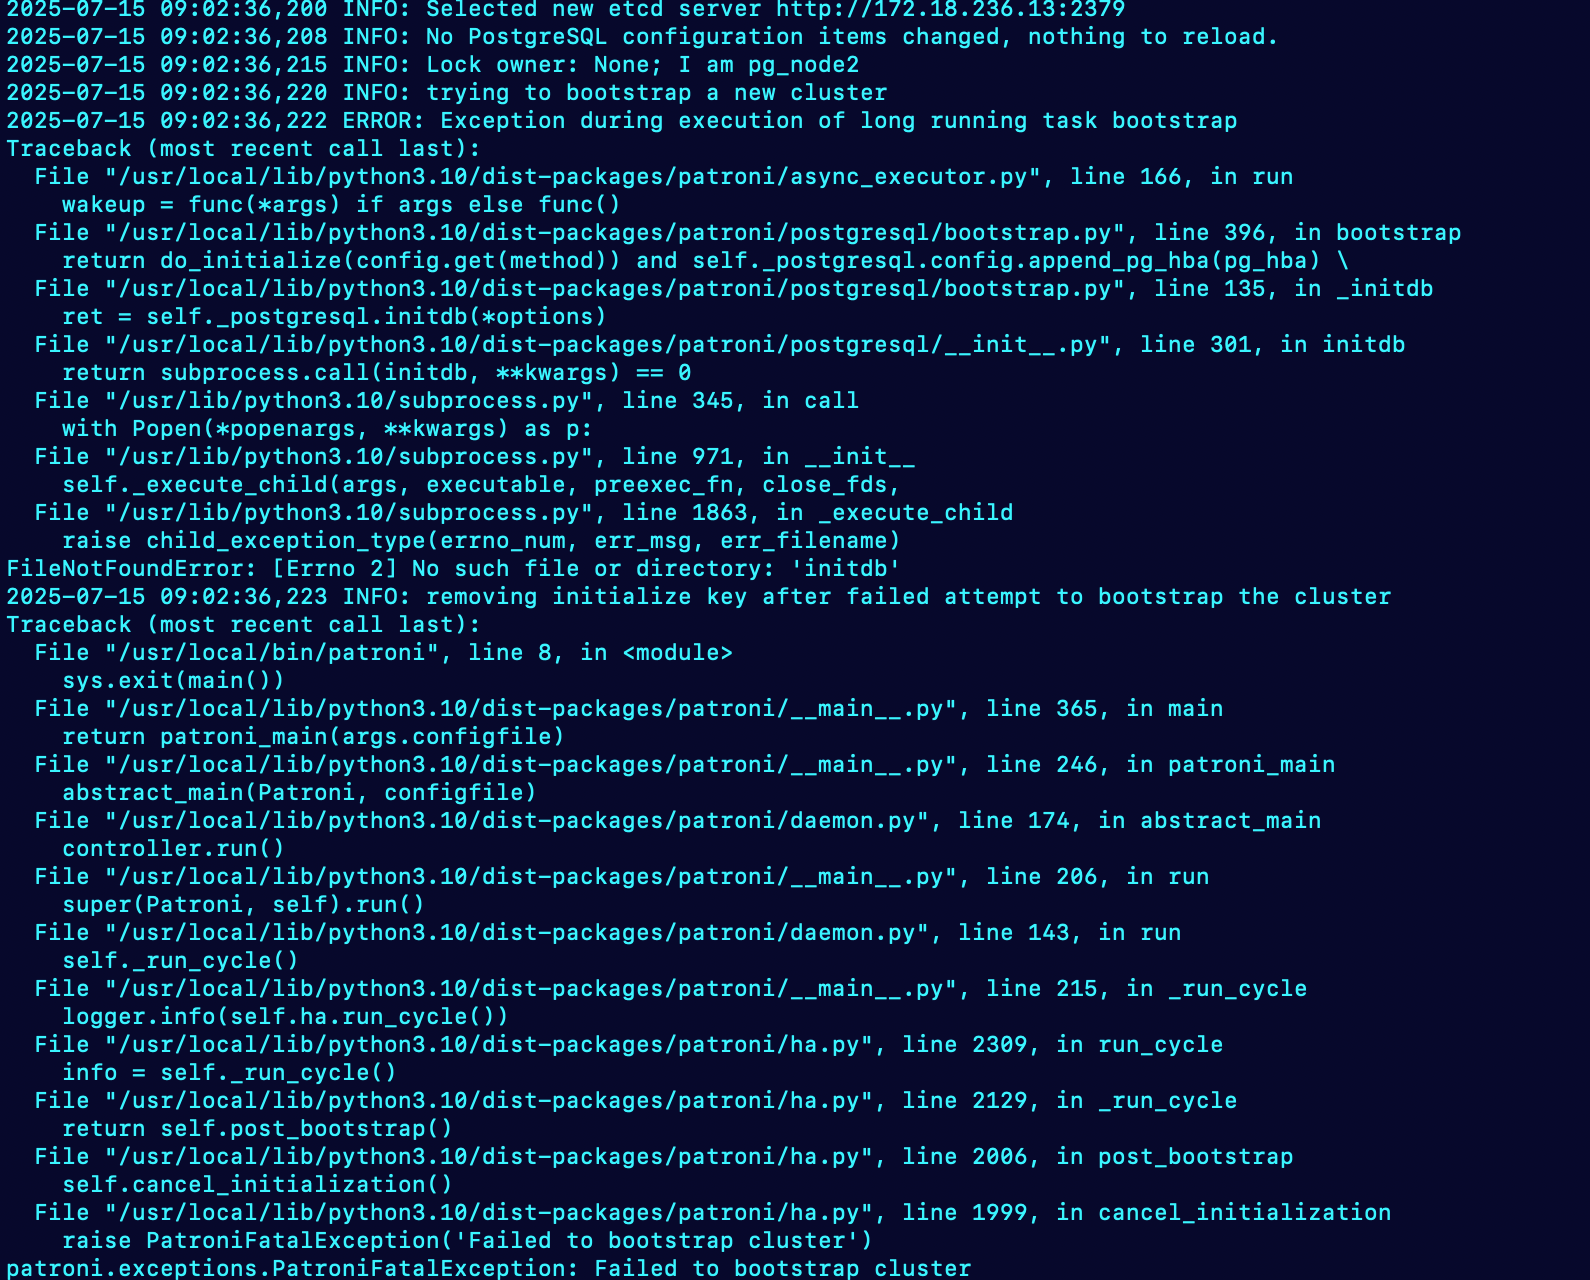 2025-07-15 09:02:36,200 INFO: Selected new etcd server http://172.18.236.13:2379
2025-07-15 09:02:36,208 INFO: No PostgreSQL configuration items changed, nothing to reload.
2025-07-15 09:02:36,215 INFO: Lock owner: None; I am pg_node2
2025-07-15 09:02:36,220 INFO: trying to bootstrap a new cluster
2025-07-15 09:02:36,222 ERROR: Exception during execution of long running task bootstrap
Traceback (most recent call last):
  File "/usr/local/lib/python3.10/dist-packages/patroni/async_executor.py", line 166, in run
    wakeup = func(*args) if args else func()
  File "/usr/local/lib/python3.10/dist-packages/patroni/postgresql/bootstrap.py", line 396, in bootstrap
    return do_initialize(config.get(method)) and self._postgresql.config.append_pg_hba(pg_hba) \
  File "/usr/local/lib/python3.10/dist-packages/patroni/postgresql/bootstrap.py", line 135, in _initdb
    ret = self._postgresql.initdb(*options)
  File "/usr/local/lib/python3.10/dist-packages/patroni/postgresql/__init__.py", line 301, in initdb
    return subprocess.call(initdb, **kwargs) == 0
  File "/usr/lib/python3.10/subprocess.py", line 345, in call
    with Popen(*popenargs, **kwargs) as p:
  File "/usr/lib/python3.10/subprocess.py", line 971, in __init__
    self._execute_child(args, executable, preexec_fn, close_fds,
  File "/usr/lib/python3.10/subprocess.py", line 1863, in _execute_child
    raise child_exception_type(errno_num, err_msg, err_filename)
FileNotFoundError: [Errno 2] No such file or directory: 'initdb'
2025-07-15 09:02:36,223 INFO: removing initialize key after failed attempt to bootstrap the cluster
Traceback (most recent call last):
  File "/usr/local/bin/patroni", line 8, in <module>
    sys.exit(main())
  File "/usr/local/lib/python3.10/dist-packages/patroni/__main__.py", line 365, in main
    return patroni_main(args.configfile)
  File "/usr/local/lib/python3.10/dist-packages/patroni/__main__.py", line 246, in patroni_main
    abstract_main(Patroni, configfile)
  File "/usr/local/lib/python3.10/dist-packages/patroni/daemon.py", line 174, in abstract_main
    controller.run()
  File "/usr/local/lib/python3.10/dist-packages/patroni/__main__.py", line 206, in run
    super(Patroni, self).run()
  File "/usr/local/lib/python3.10/dist-packages/patroni/daemon.py", line 143, in run
    self._run_cycle()
  File "/usr/local/lib/python3.10/dist-packages/patroni/__main__.py", line 215, in _run_cycle
    logger.info(self.ha.run_cycle())
  File "/usr/local/lib/python3.10/dist-packages/patroni/ha.py", line 2309, in run_cycle
    info = self._run_cycle()
  File "/usr/local/lib/python3.10/dist-packages/patroni/ha.py", line 2129, in _run_cycle
    return self.post_bootstrap()
  File "/usr/local/lib/python3.10/dist-packages/patroni/ha.py", line 2006, in post_bootstrap
    self.cancel_initialization()
  File "/usr/local/lib/python3.10/dist-packages/patroni/ha.py", line 1999, in cancel_initialization
    raise PatroniFatalException('Failed to bootstrap cluster')
patroni.exceptions.PatroniFatalException: Failed to bootstrap cluster